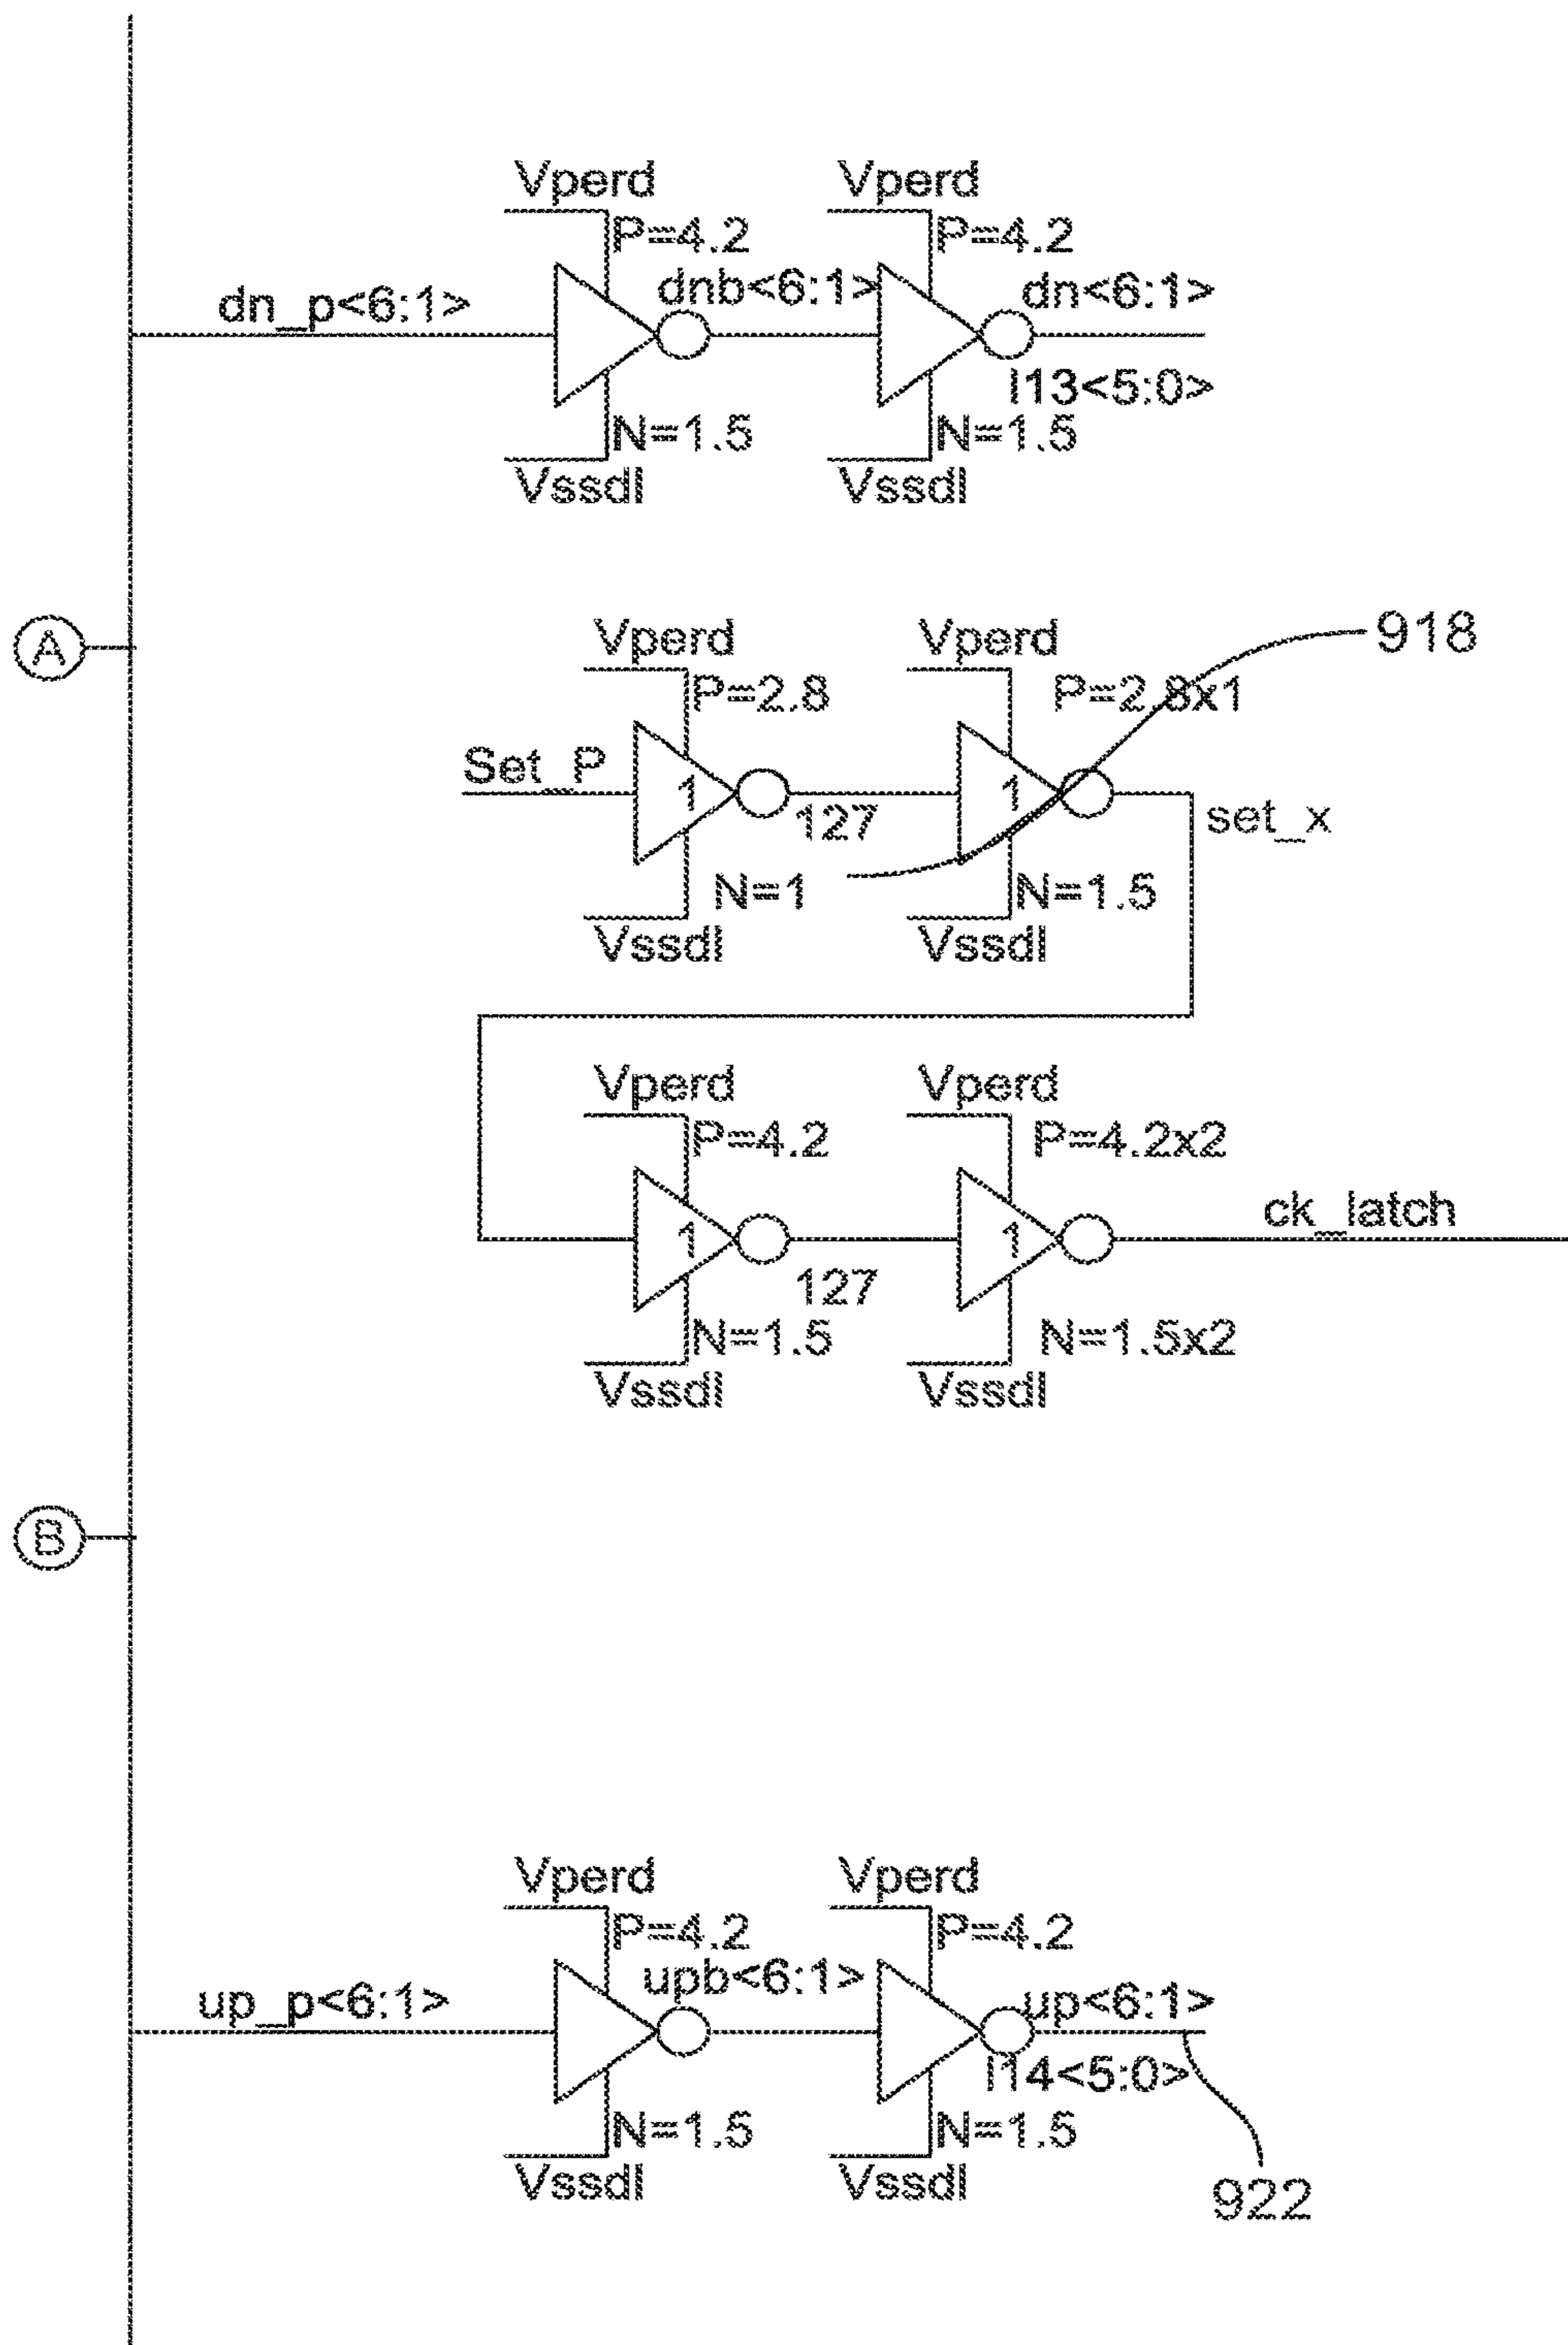 Vperd Vperd
P=4.2 P=4.2
dn_p<6:1> dnb<6:1> dn<6:1>
I13<5:0>
N=1.5 N=1.5
Vssdl Vssdl
A
Vperd Vperd 918
P=2.8 P=2.8x1
Set_P 1 1
127 set_x
N=1 N=1.5
Vssdl Vssdl
Vperd Vperd
P=4.2 P=4.2x2
ck_latch
1 1
127
N=1.5 N=1.5x2
Vssdl Vssdl
B
Vperd Vperd
P=4.2 P=4.2
up_p<6:1> upb<6:1> up<6:1>
I14<5:0>
N=1.5 N=1.5
Vssdl Vssdl
922